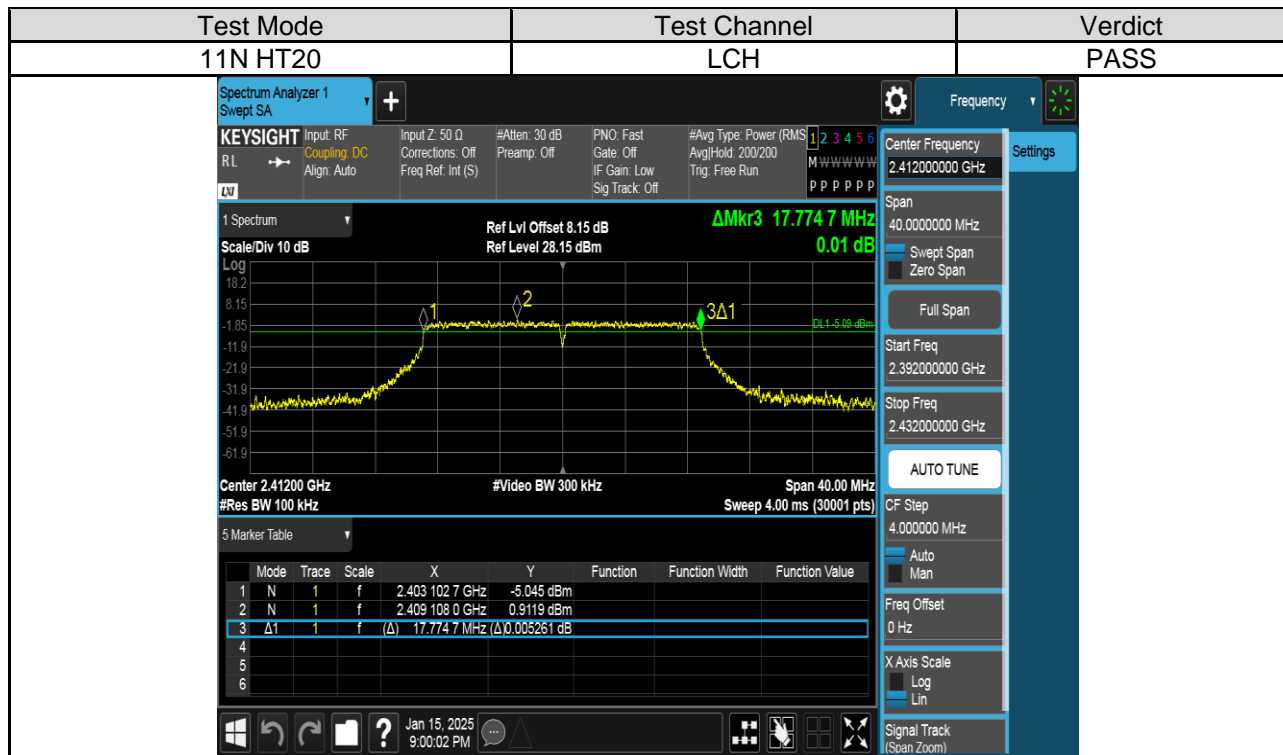 Test Mode Test Channel Verdict
11N HT20 LCH PASS
Spectrum Analyzer 1
Swept SA
+
Frequency
KEYSIGHT Input: RF Input Z: 50 Ω #Atten: 30 dB PNO: Fast #Avg Type: Power (RMS 1 2 3 4 5 6
RL Coupling: DC Corrections: Off Preamp: Off Gate: Off Avg|Hold: 200/200 M W W W W W
Align: Auto Freq Ref: Int (S) IF Gain: Low Trig: Free Run
LXI Sig Track: Off P P P P P P
1 Spectrum
Ref Lvl Offset 8.15 dB ΔMkr3 17.774 7 MHz
Scale/Div 10 dB Ref Level 28.15 dBm 0.01 dB
Log
18.2
8.15
-1.85
-11.9
-21.9
-31.9
-41.9
-51.9
-61.9
1
2
3Δ1
DL1 -5.09 dBm
Center 2.41200 GHz #Video BW 300 kHz Span 40.00 MHz
#Res BW 100 kHz Sweep 4.00 ms (30001 pts)
5 Marker Table
Mode Trace Scale X Y Function Function Width Function Value
1 N 1 f 2.403 102 7 GHz -5.045 dBm
2 N 1 f 2.409 108 0 GHz 0.9119 dBm
3 Δ1 1 f (Δ) 17.774 7 MHz (Δ)0.005261 dB
4
5
6
Jan 15, 2025
9:00:02 PM
Center Frequency
2.412000000 GHz
Settings
Span
40.0000000 MHz
Swept Span
Zero Span
Full Span
Start Freq
2.392000000 GHz
Stop Freq
2.432000000 GHz
AUTO TUNE
CF Step
4.000000 MHz
Auto
Man
Freq Offset
0 Hz
X Axis Scale
Log
Lin
Signal Track
(Span Zoom)